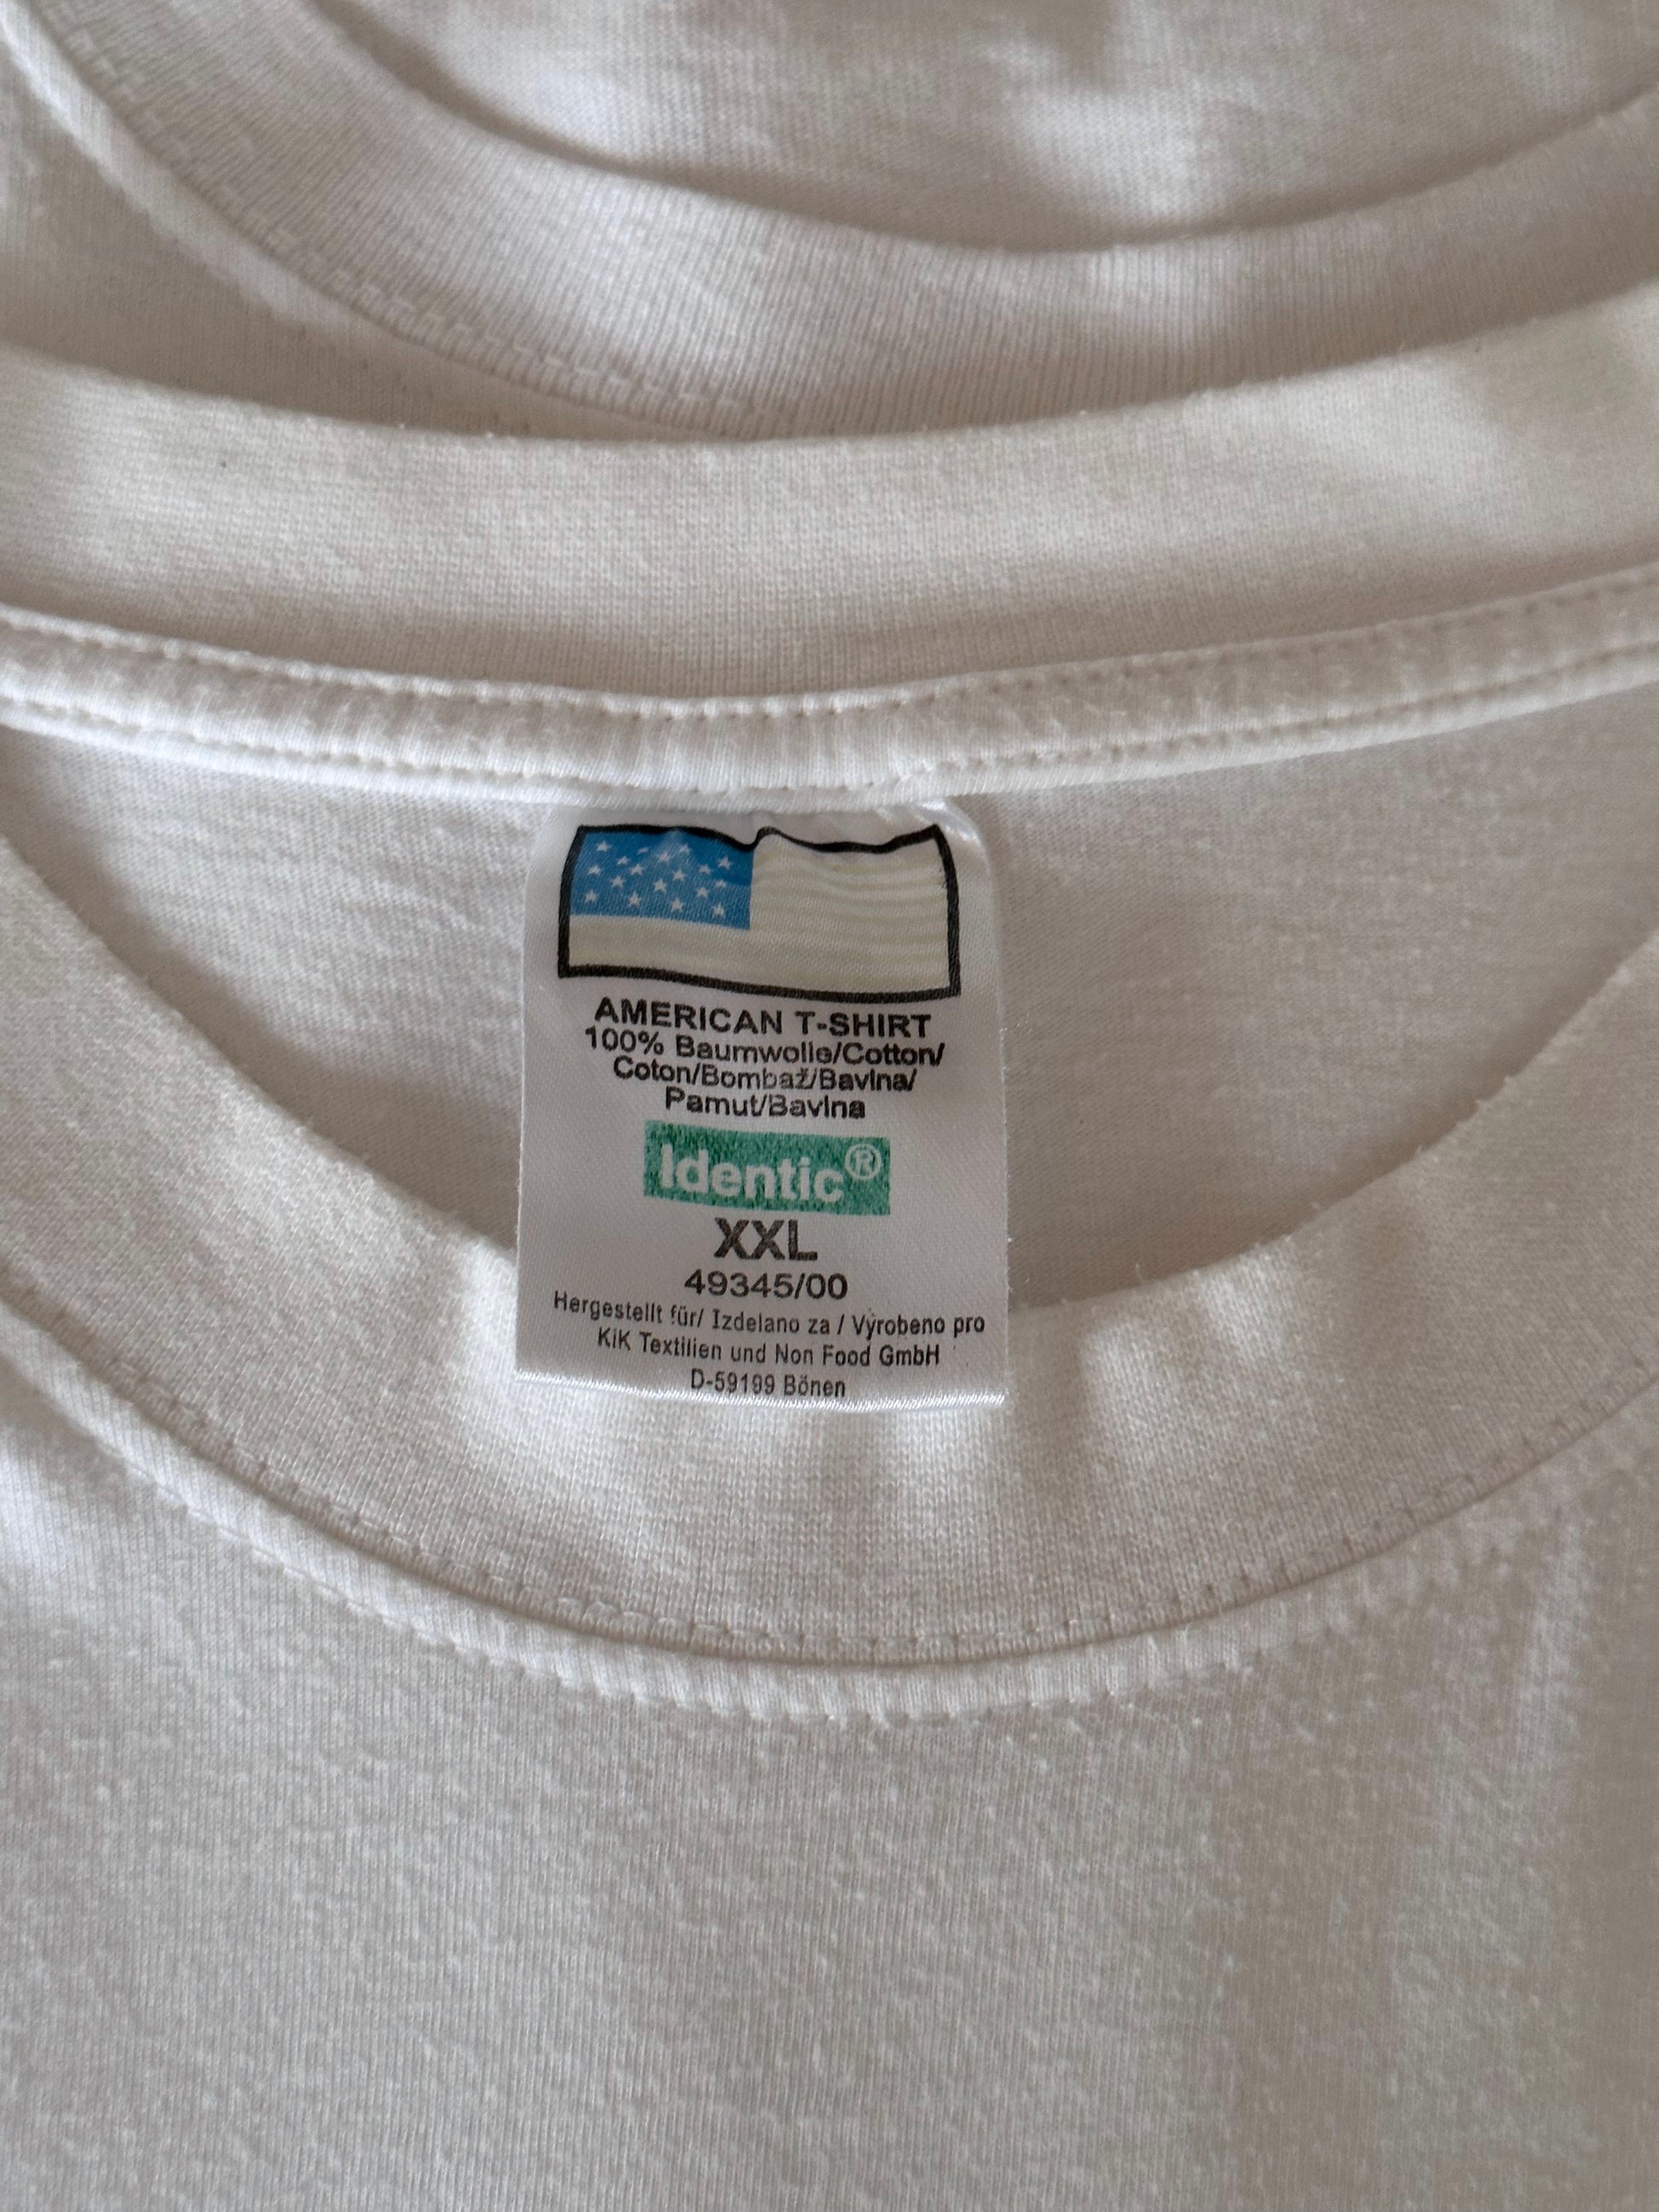 AMERICAN T-SHIRT
100% Baumwolle/Cotton/
Coton/Bombaž/Bavlna/
Pamut/Bavlna
Identic®
XXL
49345/00
Hergestellt für/ Izdelano za / Výrobeno pro
KiK Textilien und Non Food GmbH
D-59199 Bönen